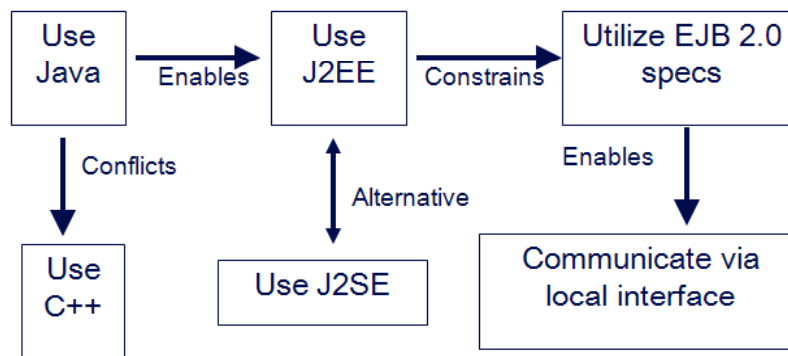 Use
Java
Enables
Use
J2EE
Constrains
Utilize EJB 2.0
specs
Conflicts
Alternative
Enables
Use
C++
Use J2SE
Communicate via
local interface